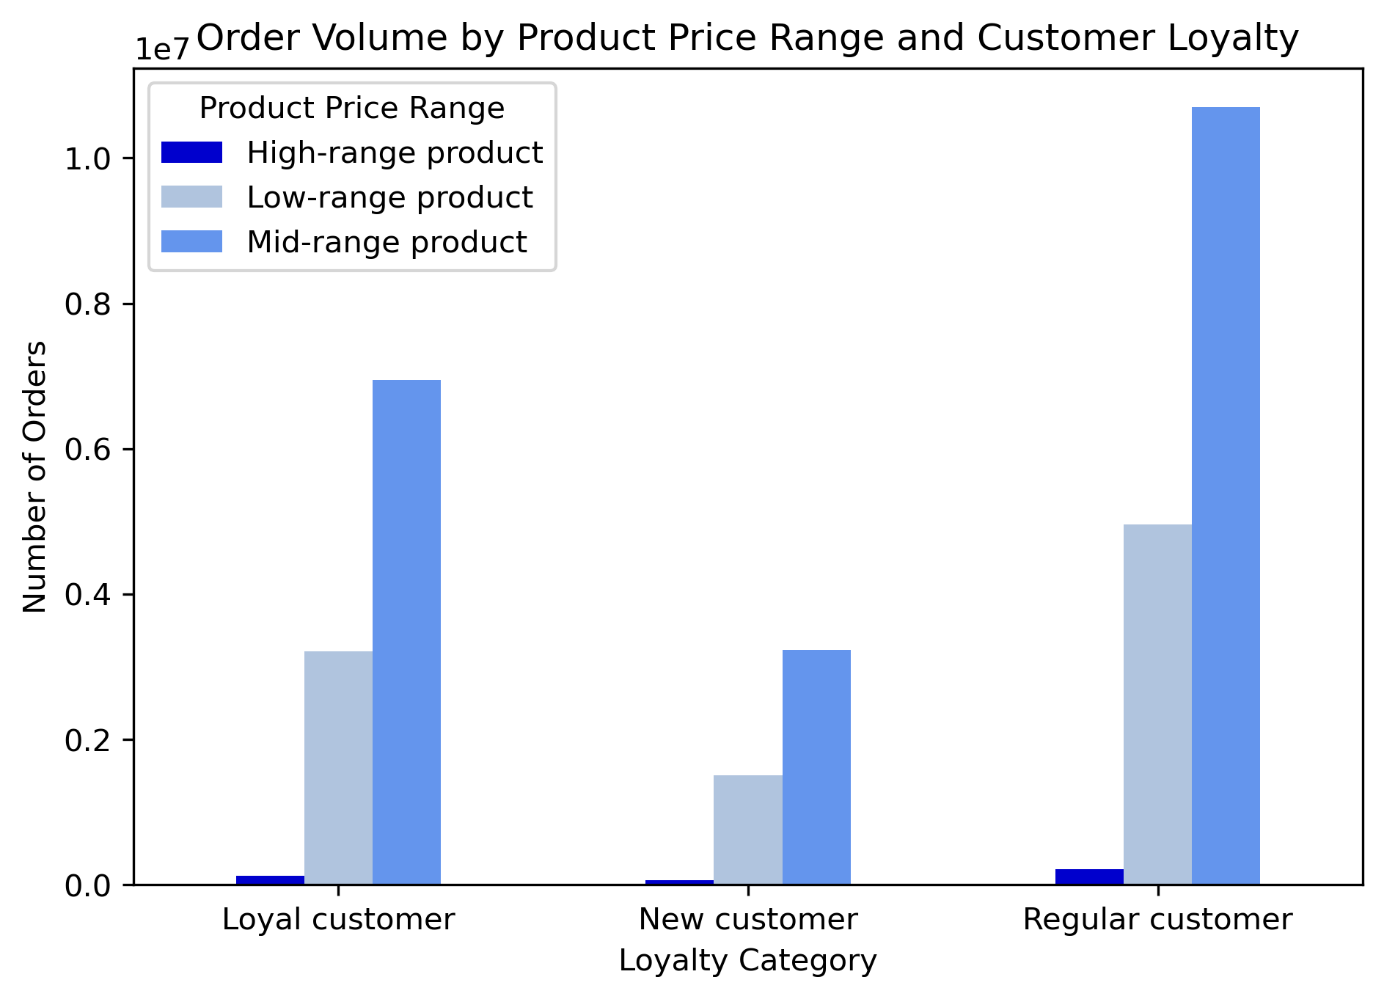 Order Volume by Product Price Range and Customer Loyalty
1e7
Product Price Range
High-range product
Low-range product
Mid-range product
1.0
0.8
0.6
0.4
0.2
0.0
Number of Orders
Loyal customer
New customer
Regular customer
Loyalty Category